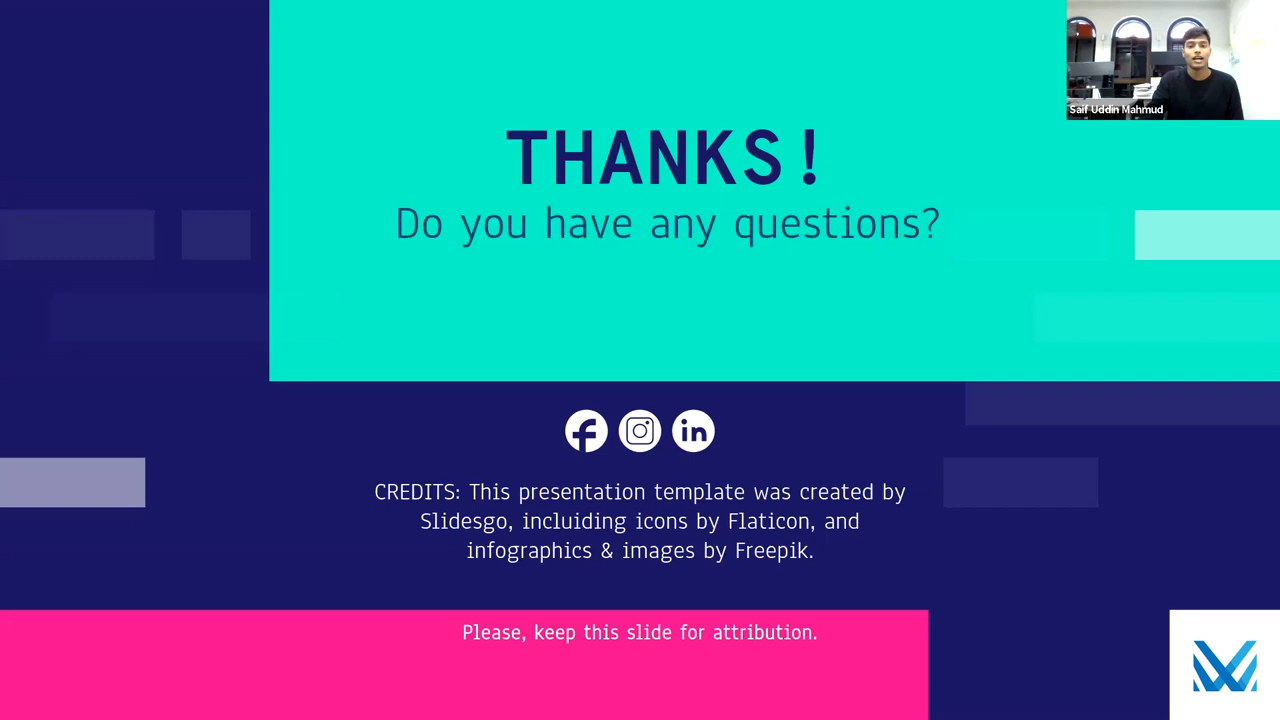 Saif Uddin Mahmud
THANKS!
Do you have any questions?
CREDITS: This presentation template was created by
Slidesgo, incluiding icons by Flaticon, and
infographics & images by Freepik.
Please, keep this slide for attribution.